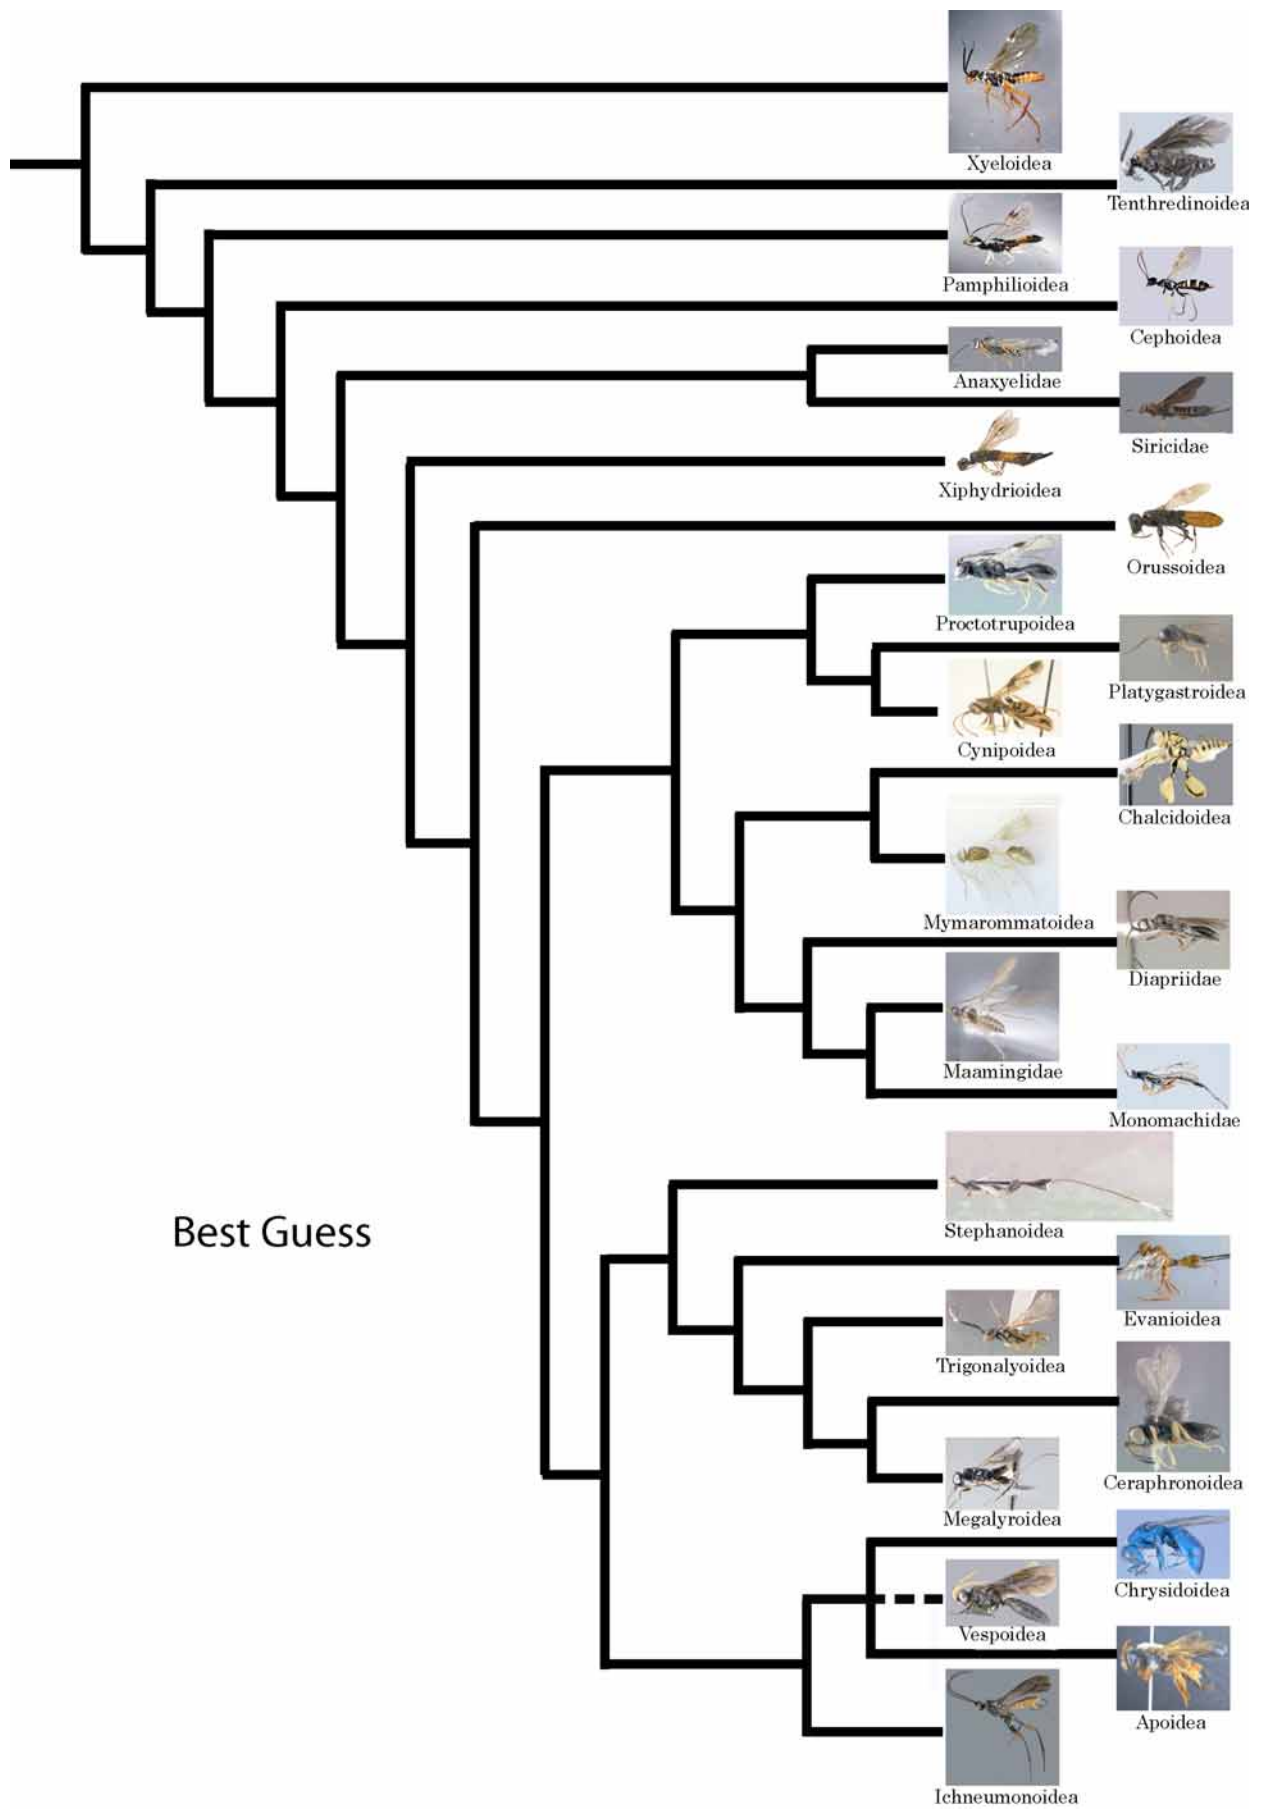 Xyeloidea
Tenthredinoidea
Pamphilioidea
Cephoidea
Anaxyelidae
Siricidae
Xiphydrioidea
Orussoidea
Proctotrupoidea
Platygastroidea
Cynipoidea
Chalcidoidea
Mymarommatoidea
Diapriidae
Maamingidae
Monomachidae
Best Guess
Stephanoidea
Evanioidea
Trigonalyoidea
Ceraphronoidea
Megalyroidea
Chrysidoidea
Vespoidea
Apoidea
Ichneumonoidea